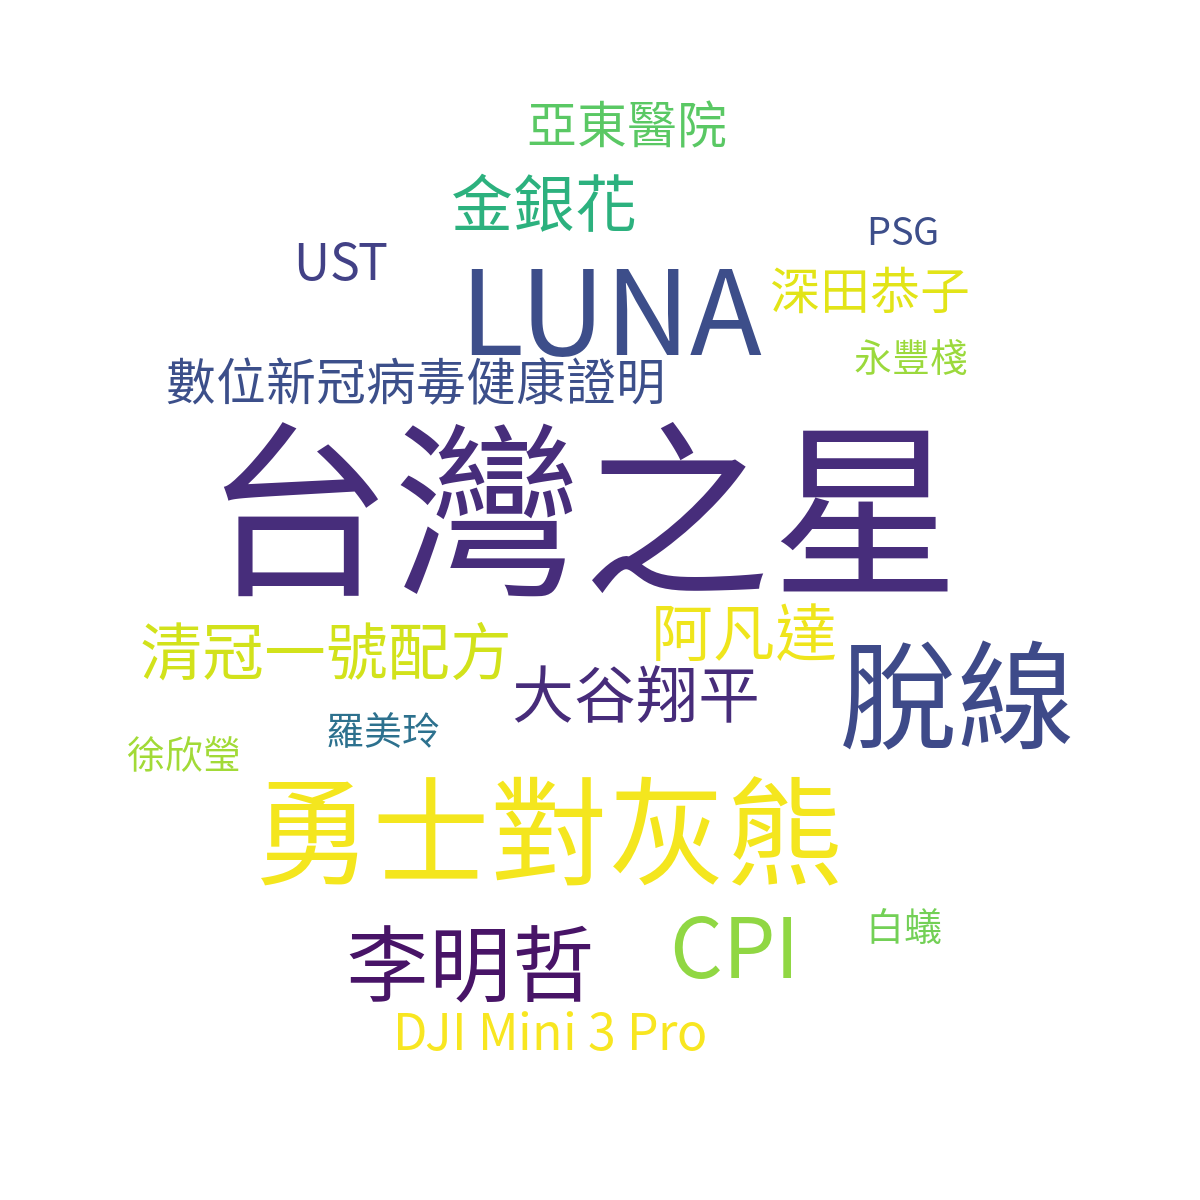 亞東醫院
金銀花
PSG
UST
LUNA
深田恭子
永豐棧
數位新冠病毒健康證明
台灣之星
清冠一號配方
阿凡達
大谷翔平
脫線
羅美玲
徐欣瑩
勇士對灰熊
白蟻
李明哲
CPI
DJI Mini 3 Pro